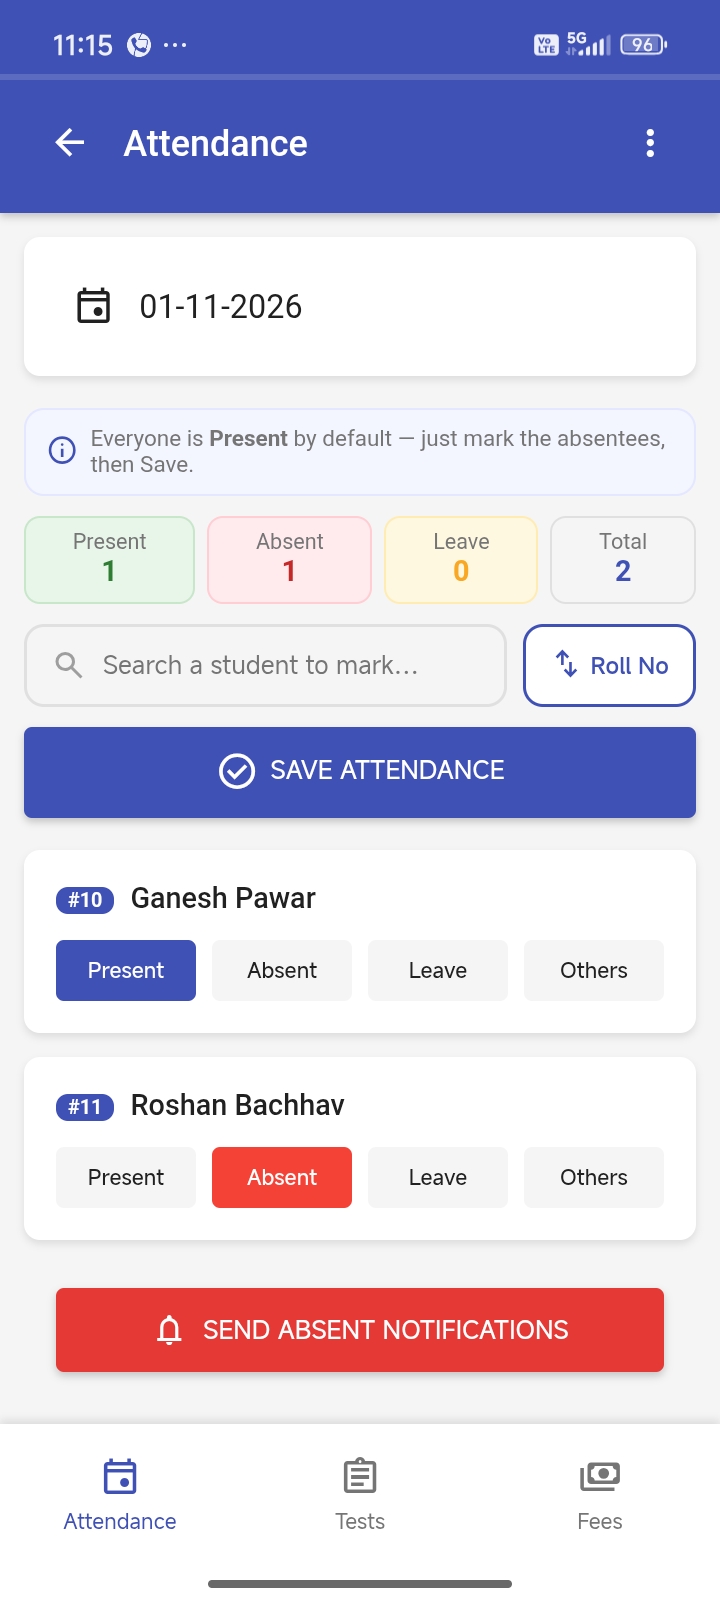 11:15 ... Vo LTE 5G 96
Attendance
01-11-2026
Everyone is Present by default — just mark the absentees,
then Save.
Present Absent Leave Total
1 1 0 2
Search a student to mark... Roll No
SAVE ATTENDANCE
#10 Ganesh Pawar
Present Absent Leave Others
#11 Roshan Bachhav
Present Absent Leave Others
SEND ABSENT NOTIFICATIONS
Attendance Tests Fees